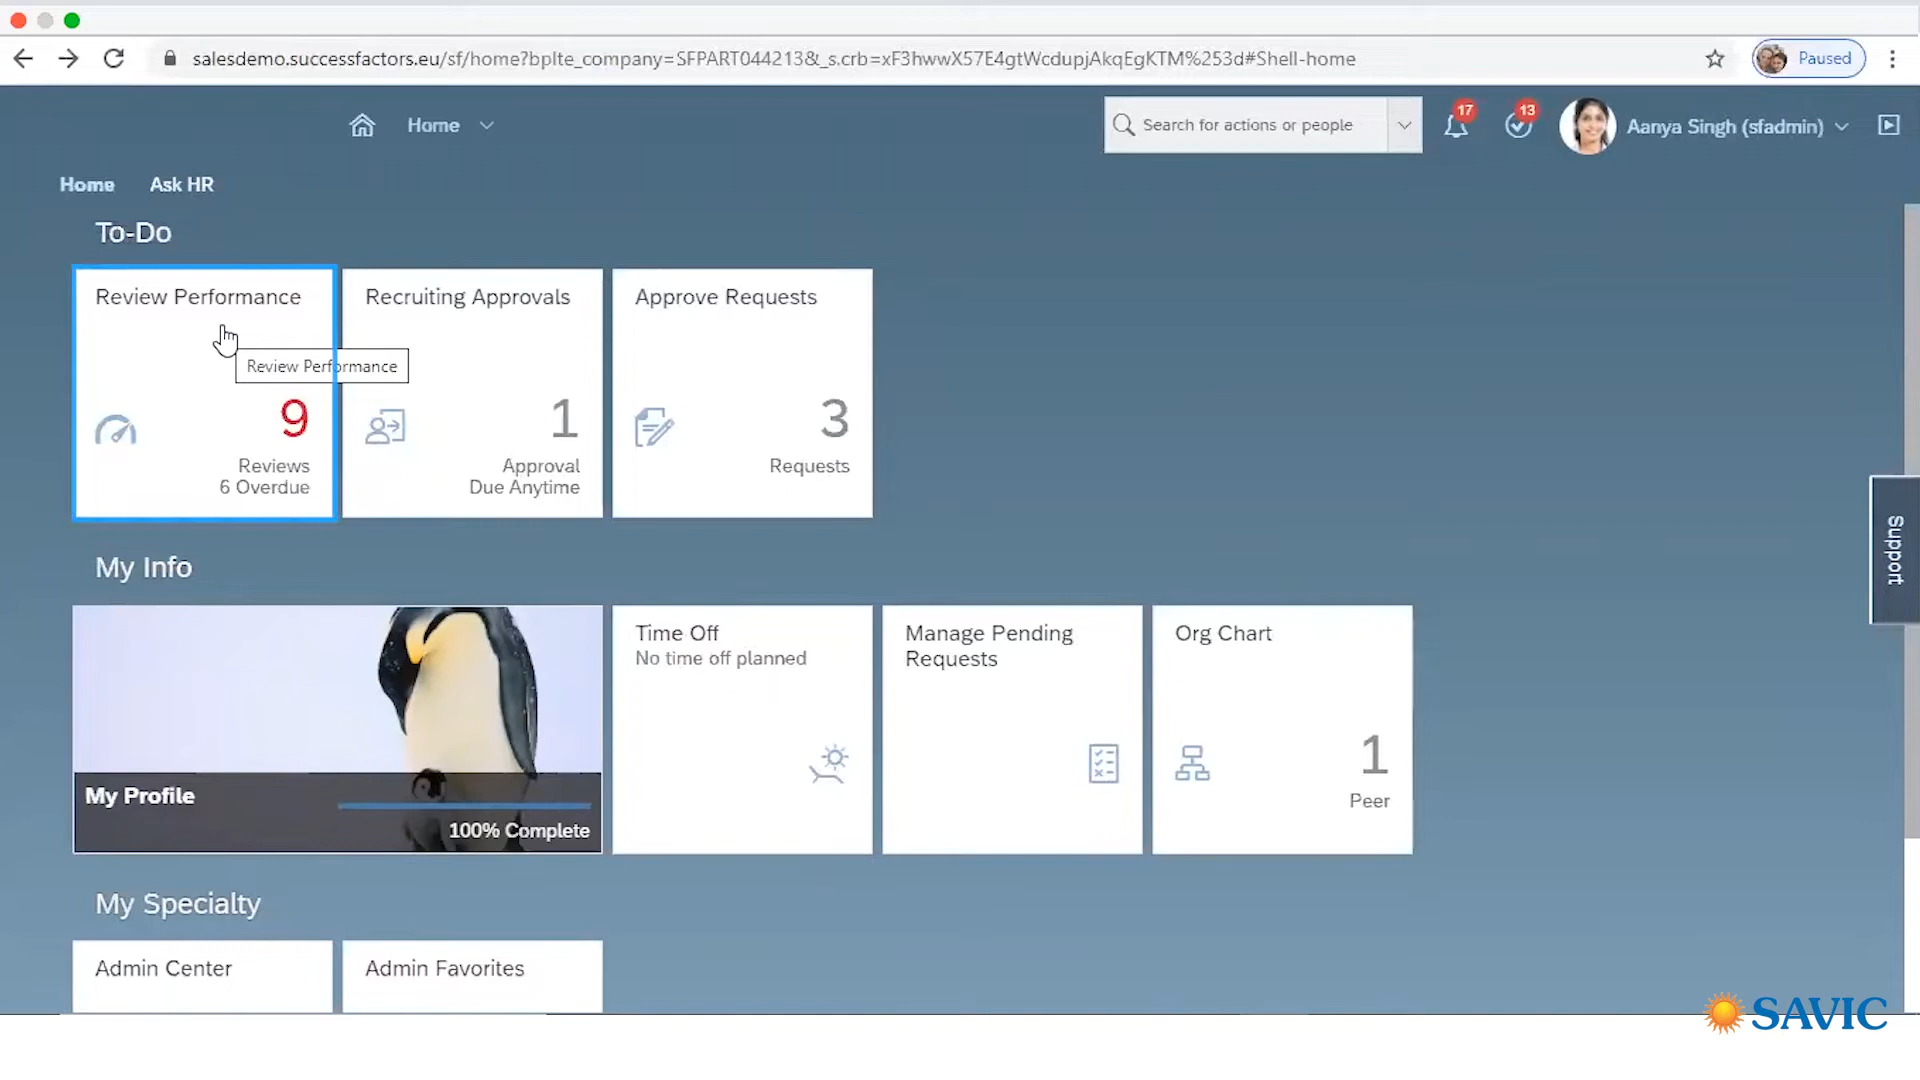 salesdemo.successfactors.eu/sf/home?bplte_company=SFPART044213&_s.crb=xF3hwwX57E4gtWcdupjAkqEgKTM%253d#Shell-home
Paused
Home
Search for actions or people
17
13
Aanya Singh (sfadmin)
Home
Ask HR
To-Do
Review Performance
Recruiting Approvals
Approve Requests
Review Performance
9
1
3
Reviews
Approval
Requests
6 Overdue
Due Anytime
Support
My Info
Time Off
No time off planned
Manage Pending
Requests
Org Chart
1
Peer
My Profile
100% Complete
My Specialty
Admin Center
Admin Favorites
SAVIC